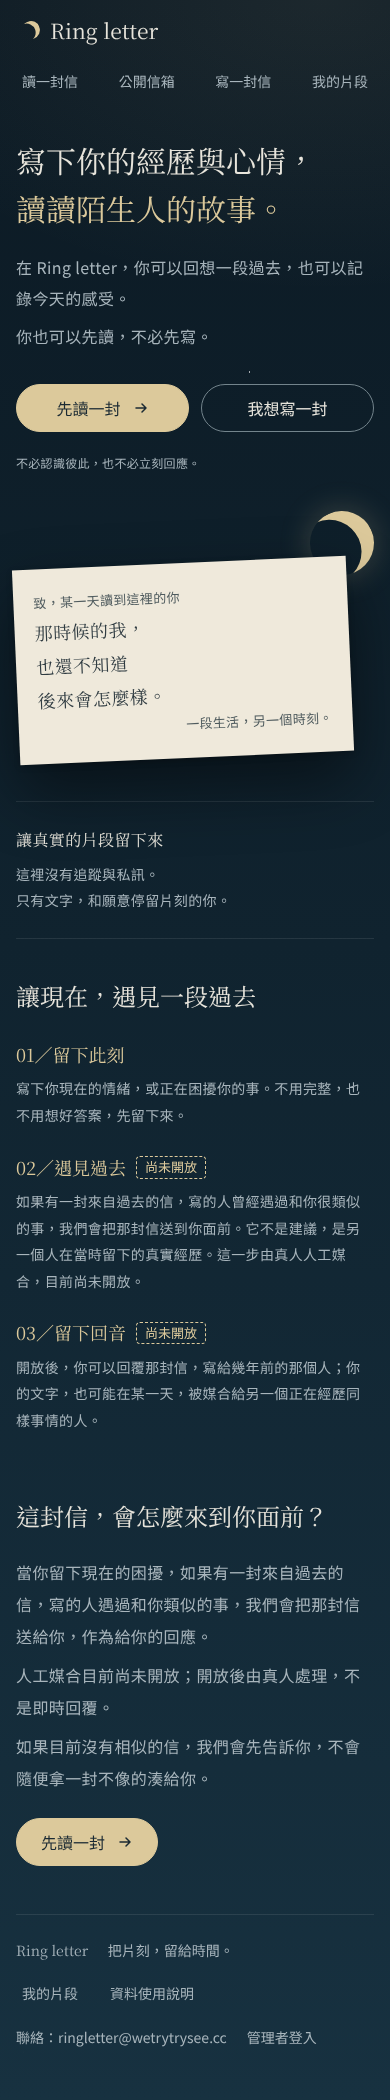 Ring letter
讀一封信 公開信箱 寫一封信 我的片段
寫下你的經歷與心情，
讀讀陌生人的故事。
在 Ring letter，你可以回想一段過去，也可以記
錄今天的感受。
你也可以先讀，不必先寫。
先讀一封 → 我想寫一封
不必認識彼此，也不必立刻回應。
致，某一天讀到這裡的你
那時候的我，
也還不知道
後來會怎麼樣。
一段生活，另一個時刻。
讓真實的片段留下來
這裡沒有追蹤與私訊。
只有文字，和願意停留片刻的你。
讓現在，遇見一段過去
01／留下此刻
寫下你現在的情緒，或正在困擾你的事。不用完整，也
不用想好答案，先留下來。
02／遇見過去 尚未開放
如果有一封來自過去的信，寫的人曾經遇過和你很類似
的事，我們會把那封信送到你面前。它不是建議，是另
一個人在當時留下的真實經歷。這一步由真人人工媒
合，目前尚未開放。
03／留下回音 尚未開放
開放後，你可以回覆那封信，寫給幾年前的那個人；你
的文字，也可能在某一天，被媒合給另一個正在經歷同
樣事情的人。
這封信，會怎麼來到你面前？
當你留下現在的困擾，如果有一封來自過去的
信，寫的人遇過和你類似的事，我們會把那封信
送給你，作為給你的回應。
人工媒合目前尚未開放；開放後由真人處理，不
是即時回覆。
如果目前沒有相似的信，我們會先告訴你，不會
隨便拿一封不像的湊給你。
先讀一封 →
Ring letter 把片刻，留給時間。
我的片段 資料使用說明
聯絡：ringletter@wetrytrysee.cc 管理者登入